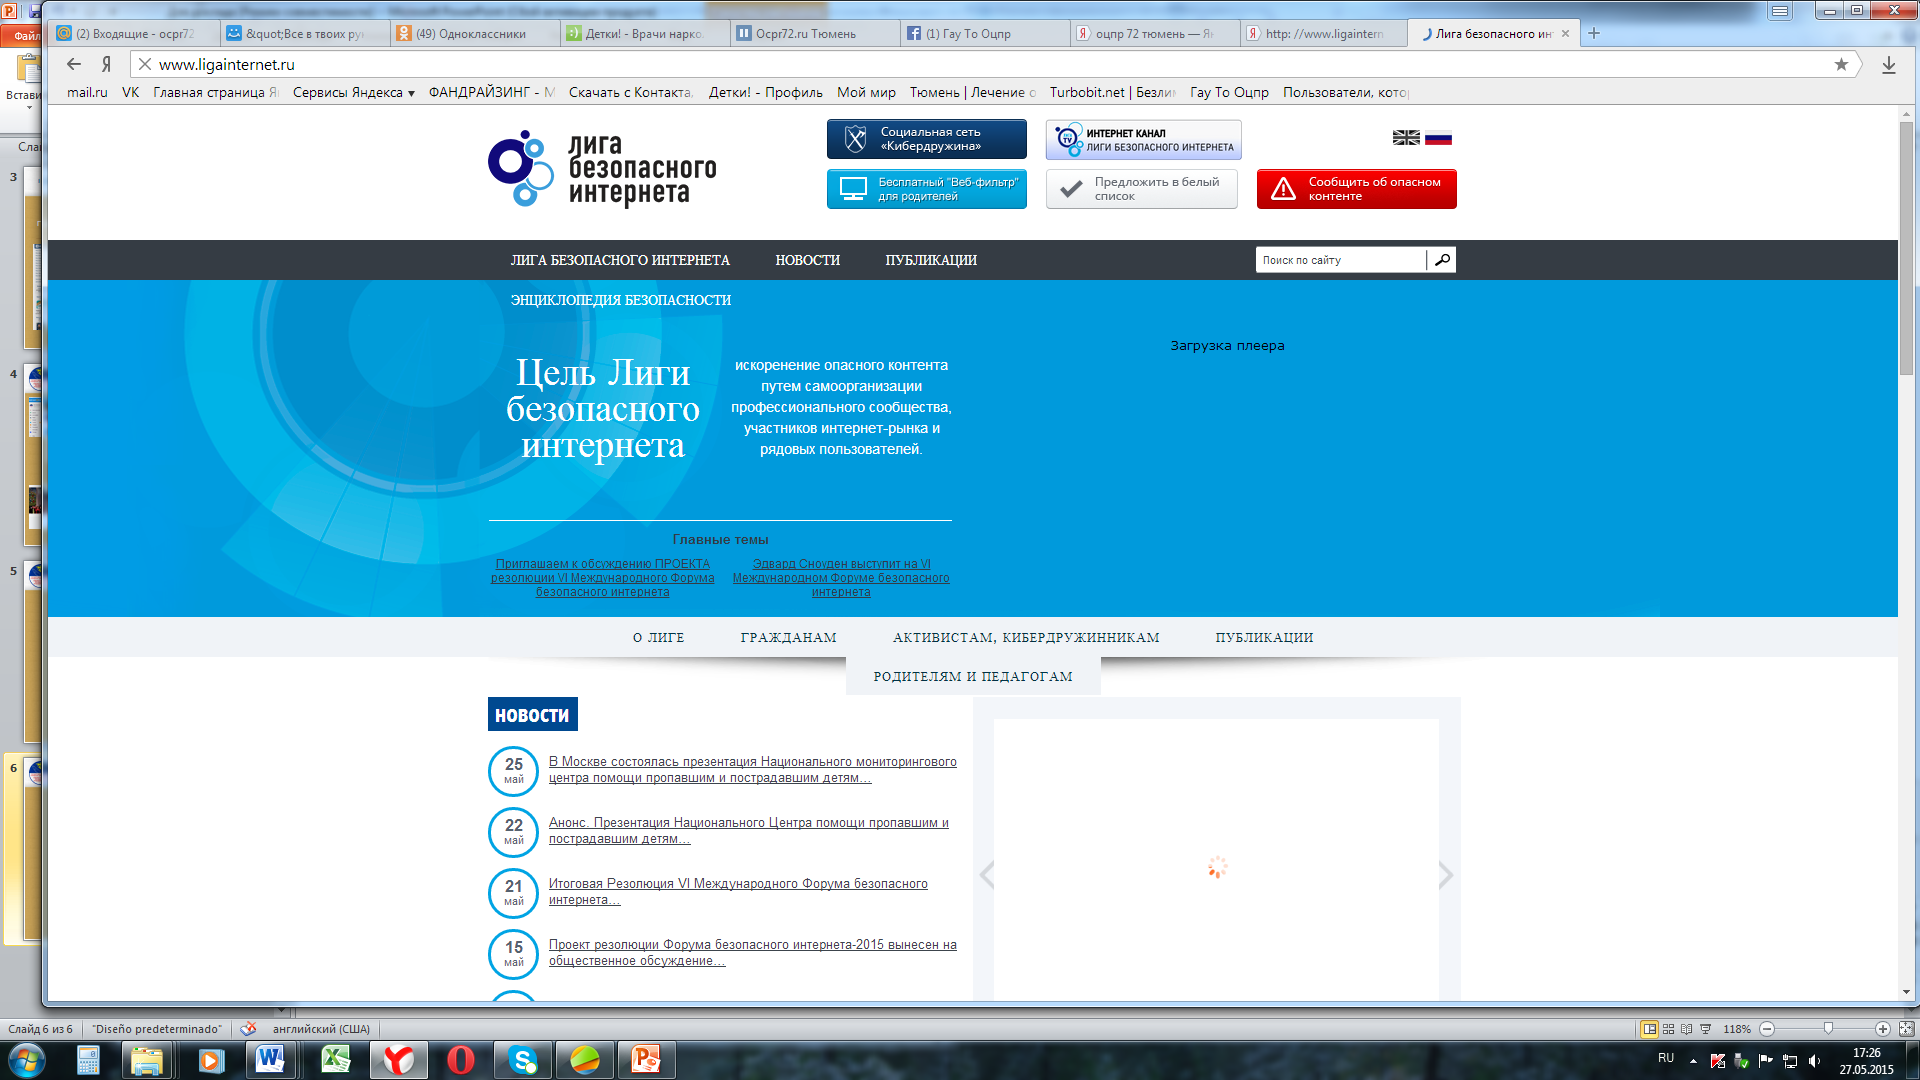 (2) Входящие - ocpr72
&quot;Все в твоих ру
(49) Одноклассники
Детки! - Врачи нарко
Ocpr72.ru Тюмень
(1) Гау То Оцпр
оцпр 72 тюмень — Ян
http: //www.ligaintern
Лига безопасного ин
Файл
www.ligainternet.ru
Встави
mail.ru VK Главная страница Я Сервисы Яндекса ФАНДРАЙЗИНГ - М Скачать с Контакта, Детки! - Профиль Мой мир Тюмень | Лечение о Turbobit.net | Безли Гау То Оцпр Пользователи, кото
Сла
лига
безопасного
интернета
Социальная сеть
«Кибердружина»
ИНТЕРНЕТ КАНАЛ
ЛИГИ БЕЗОПАСНОГО ИНТЕРНЕТА
Бесплатный "Веб-фильтр"
для родителей
Предложить в белый
список
Сообщить об опасном
контенте
3
4
5
6
ЛИГА БЕЗОПАСНОГО ИНТЕРНЕТА НОВОСТИ ПУБЛИКАЦИИ
Поиск по сайту
ЭНЦИКЛОПЕДИЯ БЕЗОПАСНОСТИ
Цель Лиги
безопасного
интернета
искоренение опасного контента
путем самоорганизации
профессионального сообщества,
участников интернет-рынка и
рядовых пользователей.
Загрузка плеера
Главные темы
Приглашаем к обсуждению ПРОЕКТА
резолюции VI Международного Форума
безопасного интернета
Эдвард Сноуден выступит на VI
Международном Форуме безопасного
интернета
О ЛИГЕ ГРАЖДАНАМ АКТИВИСТАМ, КИБЕРДРУЖИННИКАМ ПУБЛИКАЦИИ
РОДИТЕЛЯМ И ПЕДАГОГАМ
НОВОСТИ
25
май
В Москве состоялась презентация Национального мониторингового
центра помощи пропавшим и пострадавшим детям...
22
май
Анонс. Презентация Национального Центра помощи пропавшим и
пострадавшим детям...
21
май
Итоговая Резолюция VI Международного Форума безопасного
интернета...
15
май
Проект резолюции Форума безопасного интернета-2015 вынесен на
общественное обсуждение...
Слайд 6 из 6 "Diseño predeterminado" английский (США) 118%
RU
17:26
27.05.2015